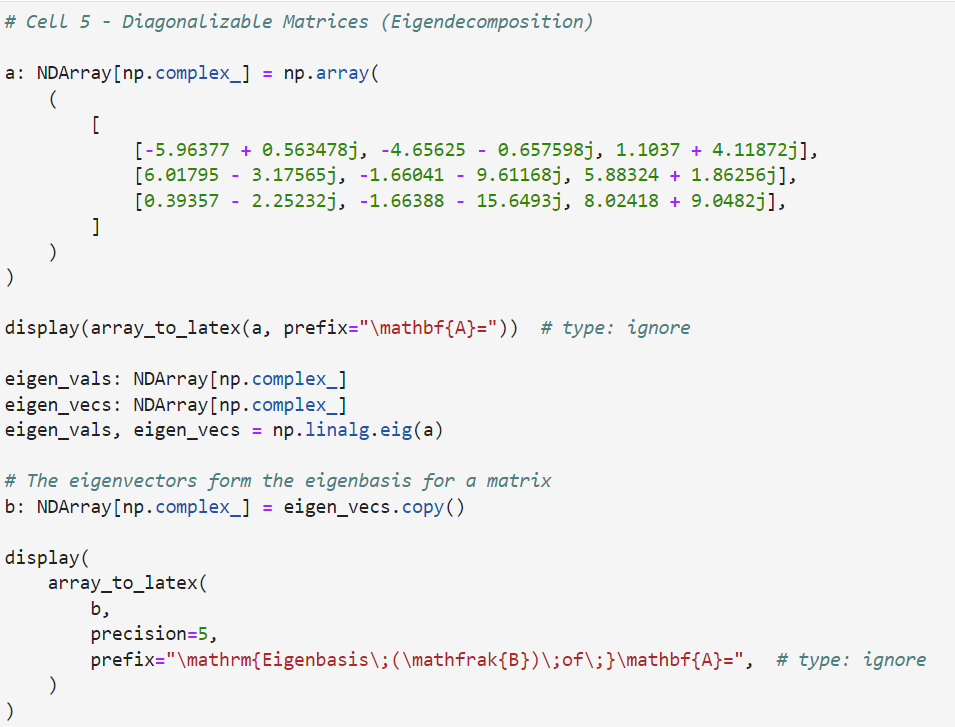 # Cell 5 - Diagonalizable Matrices (Eigendecomposition)

a: NDArray[np.complex_] = np.array(
    (
        [
            [-5.96377 + 0.563478j, -4.65625 - 0.657598j, 1.1037 + 4.11872j],
            [6.01795 - 3.17565j, -1.66041 - 9.61168j, 5.88324 + 1.86256j],
            [0.39357 - 2.25232j, -1.66388 - 15.6493j, 8.02418 + 9.0482j],
        ]
    )
)

display(array_to_latex(a, prefix="\mathbf{A}="))  # type: ignore

eigen_vals: NDArray[np.complex_]
eigen_vecs: NDArray[np.complex_]
eigen_vals, eigen_vecs = np.linalg.eig(a)

# The eigenvectors form the eigenbasis for a matrix
b: NDArray[np.complex_] = eigen_vecs.copy()

display(
    array_to_latex(
        b,
        precision=5,
        prefix="\mathrm{Eigenbasis\;(\mathfrak{B})\;of\;}\mathbf{A}=",  # type: ignore
    )
)